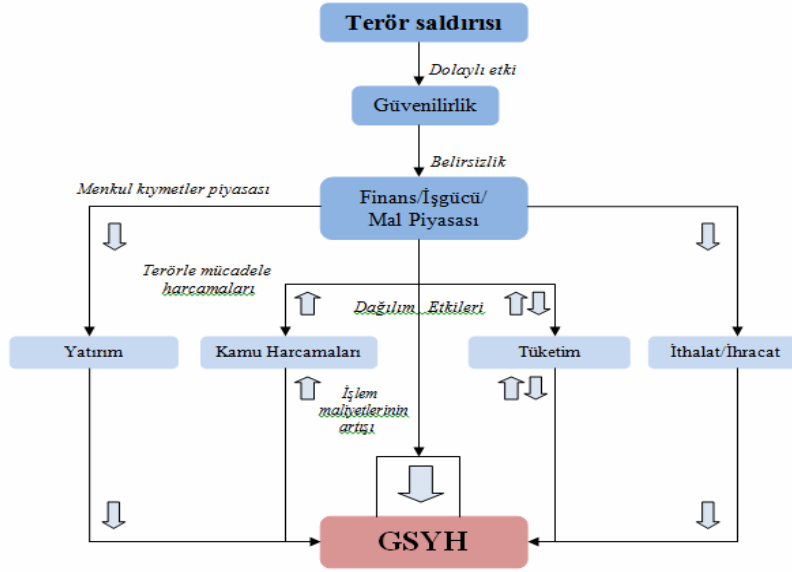 Terör saldırısı
Dolaylı etki
Güvenilirlik
Belirsizlik
Menkul kıymetler piyasası
Finans/İşgücü/
Mal Piyasası
Terörle mücadele
harcamaları
Dağılım Etkileri
Yatırım
Kamu Harcamaları
Tüketim
İthalat/İhracat
İşlem
maliyetlerinin
artışı
GSYH